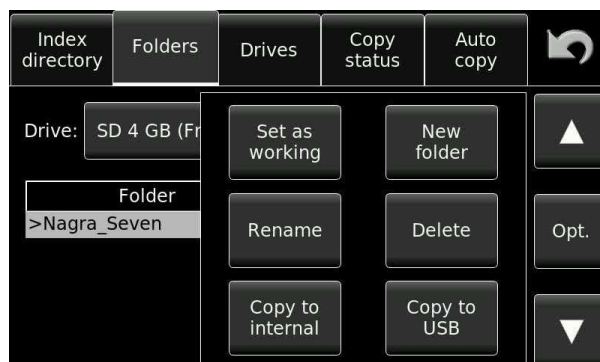 Index
directory
Folders
Drives
Copy
status
Auto
copy
Drive:
SD 4 GB (Fr
Set as
working
New
folder
Folder
>Nagra_Seven
Rename
Delete
Opt.
Copy to
internal
Copy to
USB